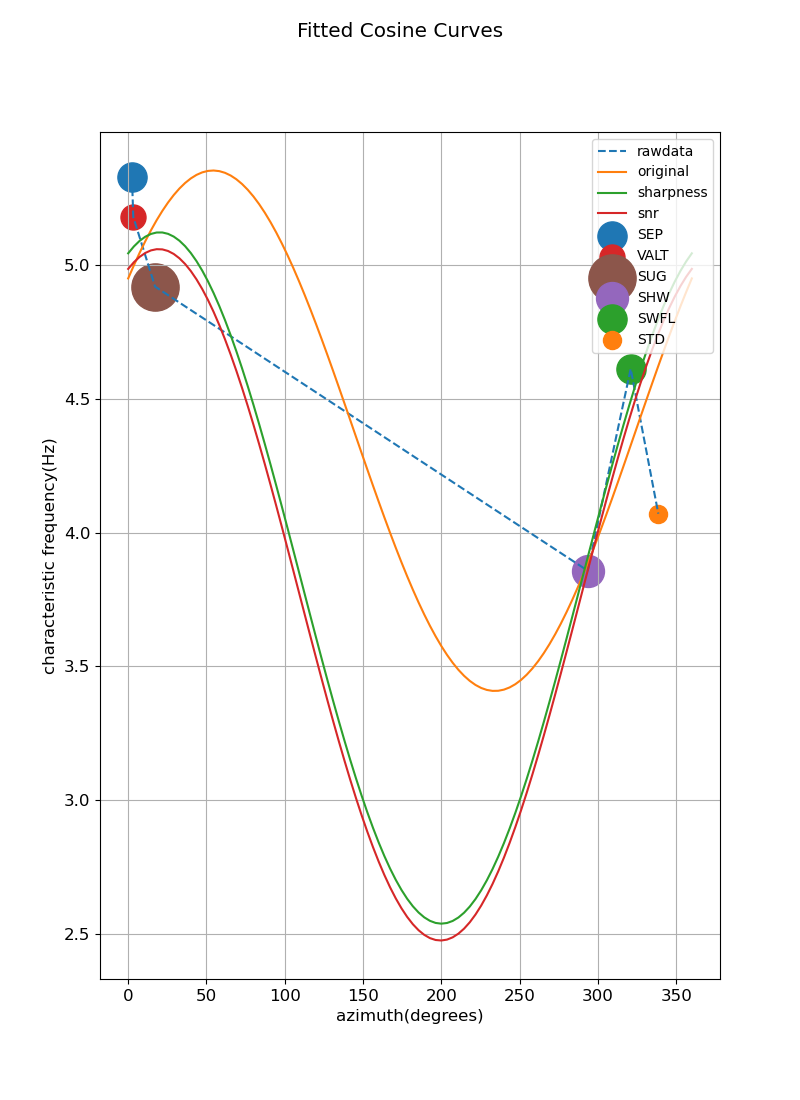 Fitted Cosine Curves
rawdata
original
sharpness
snr
SEP
VALT
SUG
SHW
SWFL
STD
characteristic frequency(Hz)
5.0
4.5
4.0
3.5
3.0
2.5
0 50 100 150 200 250 300 350
azimuth(degrees)